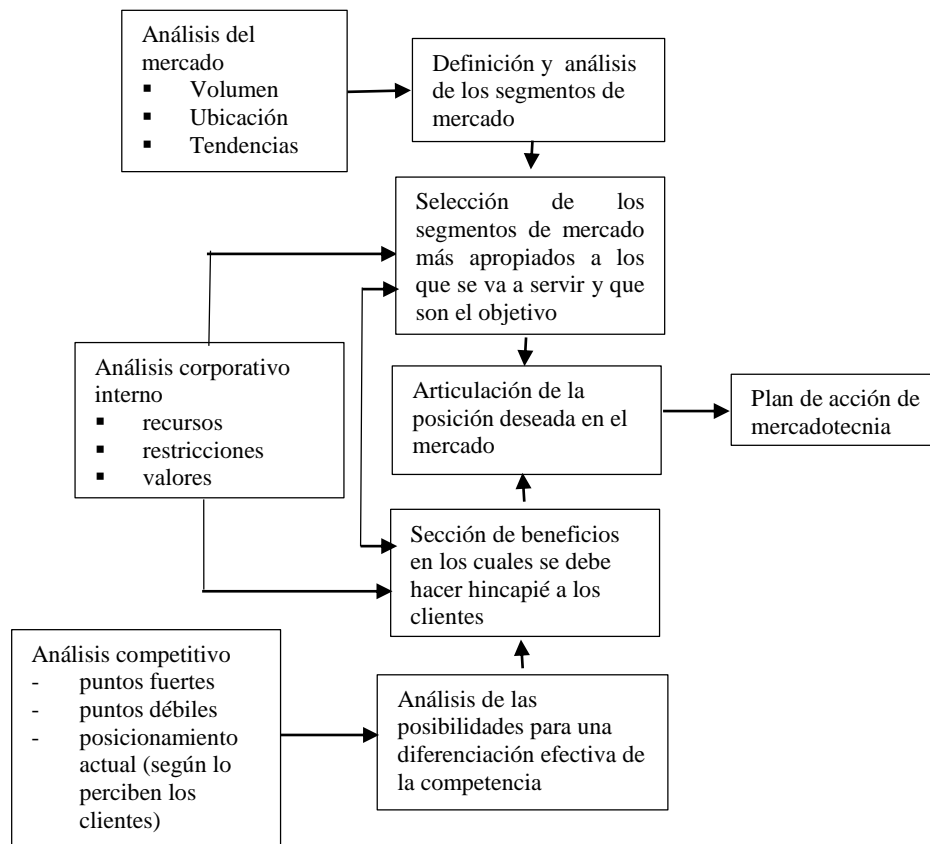 Análisis del
mercado
▪ Volumen
▪ Ubicación
▪ Tendencias
Definición y análisis
de los segmentos de
mercado
Selección de los
segmentos de mercado
más apropiados a los
que se va a servir y que
son el objetivo
Análisis corporativo
interno
▪ recursos
▪ restricciones
▪ valores
Articulación de la
posición deseada en el
mercado
Plan de acción de
mercadotecnia
Sección de beneficios
en los cuales se debe
hacer hincapié a los
clientes
Análisis competitivo
- puntos fuertes
- puntos débiles
- posicionamiento
actual (según lo
perciben los
clientes)
Análisis de las
posibilidades para una
diferenciación efectiva de
la competencia